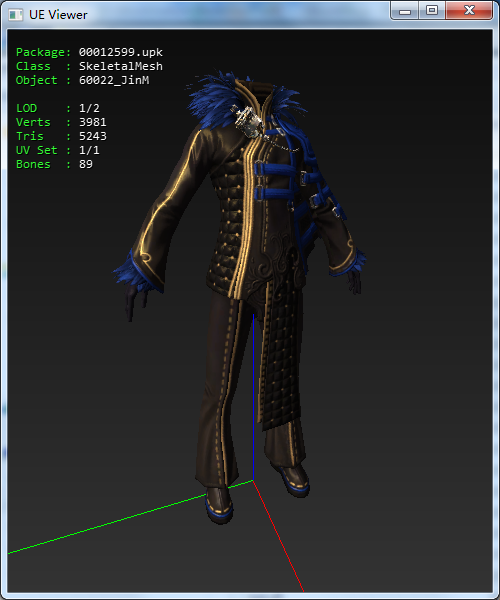 UE Viewer
Package: 00012599.upk
Class : SkeletalMesh
Object : 60022_JinM
LOD : 1/2
Verts : 3981
Tris : 5243
UV Set : 1/1
Bones : 89